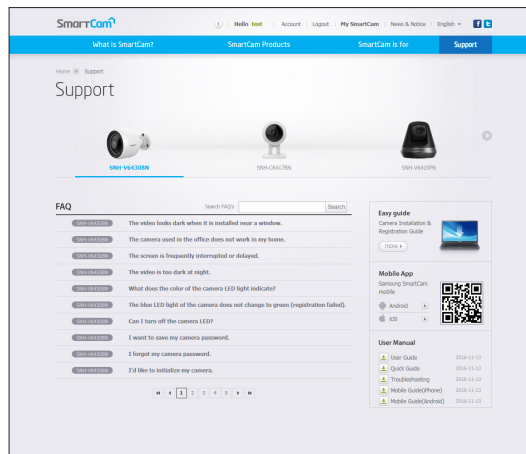 SmartCam
Hello test Account Logout My SmartCam News & Notice English
What is SmartCam? SmartCam Products SmartCam is for Support
Home Support
Support
SNH-V6430BN SNH-C6417BN SNH-V6410PN
FAQ Search FAQ's Search
SNH-V6430BN The video looks dark when it is installed near a window.
SNH-V6430BN The camera used in the office does not work in my home.
SNH-V6430BN The screen is frequently interrupted or delayed.
SNH-V6430BN The video is too dark at night.
SNH-V6430BN What does the color of the camera LED light indicate?
SNH-V6430BN The blue LED light of the camera does not change to green (registration failed).
SNH-V6430BN Can I turn off the camera LED?
SNH-V6430BN I want to save my camera password.
SNH-V6430BN I forgot my camera password.
SNH-V6430BN I'd like to initialize my camera.
1 2 3 4 5
Easy guide
Camera Installation &
Registration Guide
more
Mobile App
Samsung SmartCam
mobile
Android
iOS
User Manual
User Guide 2016-11-13
Quick Guide 2016-11-13
Troubleshooting 2016-11-13
Mobile Guide(iPhone) 2016-11-13
Mobile Guide(Android) 2016-11-13